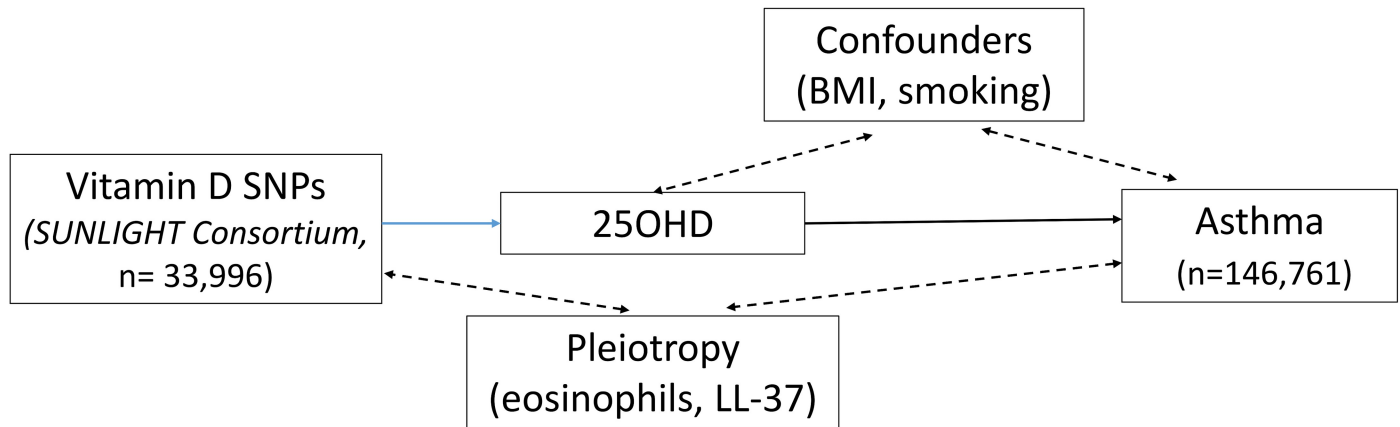 Confounders
(BMI, smoking)
Vitamin D SNPs
(SUNLIGHT Consortium,
n= 33,996)
25OHD
Asthma
(n=146,761)
Pleiotropy
(eosinophils, LL-37)